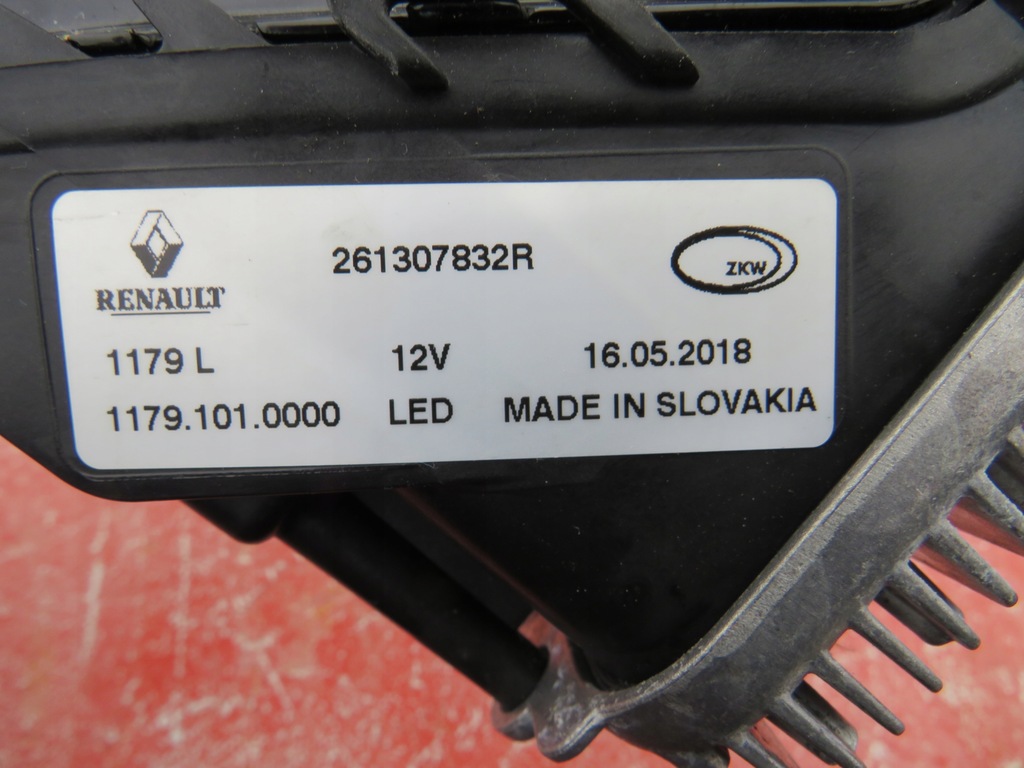 RENAULT
261307832R
ZKW
1179 L 12V 16.05.2018
1179.101.0000 LED MADE IN SLOVAKIA